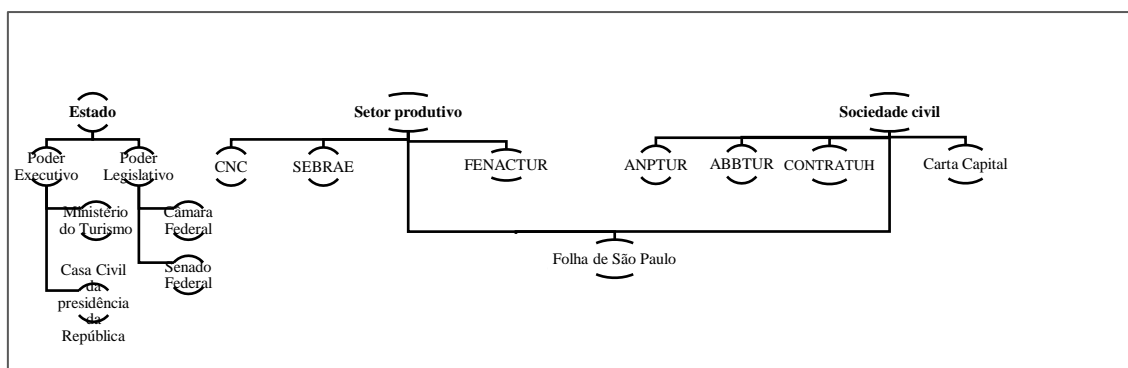 Estado
Setor produtivo
Sociedade civil
Poder
Executivo
Poder
Legislativo
CNC
SEBRAE
FENACTUR
ANPTUR
ABBTUR
CONTRATUH
Carta Capital
Ministério
do Turismo
Câmara
Federal
Folha de São Paulo
Casa Civil
da
presidência
da
República
Senado
Federal